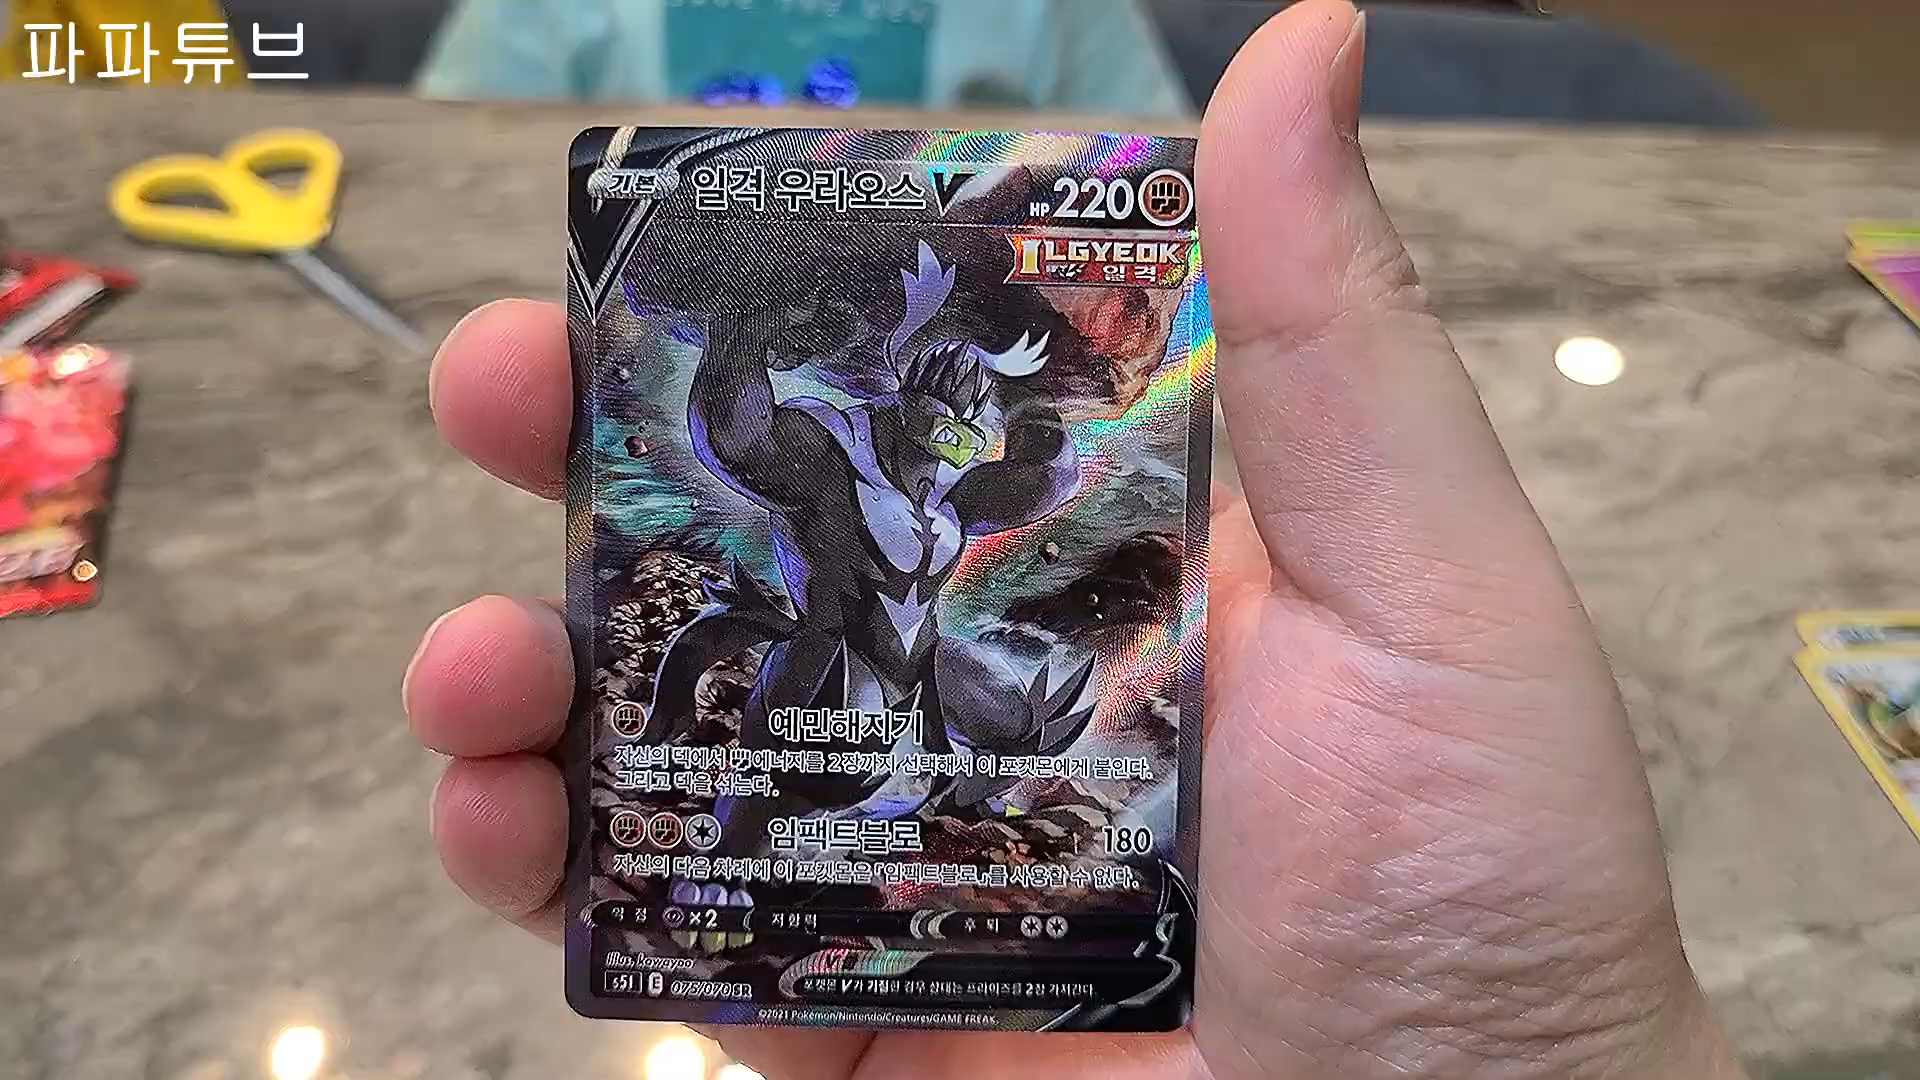 파파튜브
기본 일격 우라오스 V HP 220
ILGYEOK
일격
예민해지기
자신의 덱에서 에너지를 2장까지 선택해서 이 포켓몬에게 붙인다.
그리고 덱을 섞는다.
임팩트블로 180
자신의 다음 차례에 이 포켓몬은 「임팩트블로」를 사용할 수 없다.
약점 ×2 저항력 후퇴
Illus. kawayoo
s5I E 075/070 SR
포켓몬 V가 기절한 경우 상대는 프라이즈를 2장 가져간다.
©2021 Pokémon/Nintendo/Creatures/GAME FREAK.